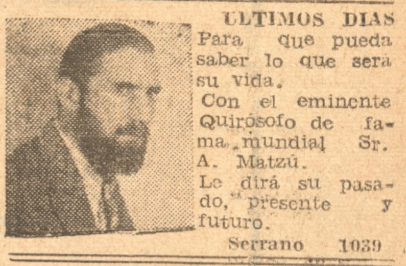 ULTIMOS DIAS
Para que pueda
saber lo que será
su vida.
Con el eminente
Quirósofo de fa-
ma mundial Sr.
A. Matzú.
Le dirá su pasa-
do, presente y
futuro.
Serrano 1039